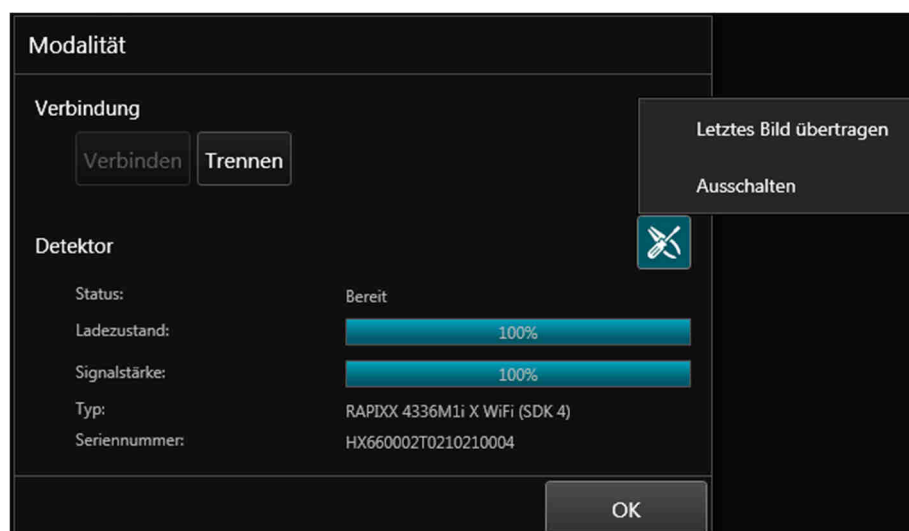 Modalität
Verbindung
Verbinden Trennen
Letztes Bild übertragen
Ausschalten
Detektor
Status: Bereit
Ladezustand: 100%
Signalstärke: 100%
Typ: RAPIXX 4336M1i X WiFi (SDK 4)
Seriennummer: HX660002T0210210004
OK